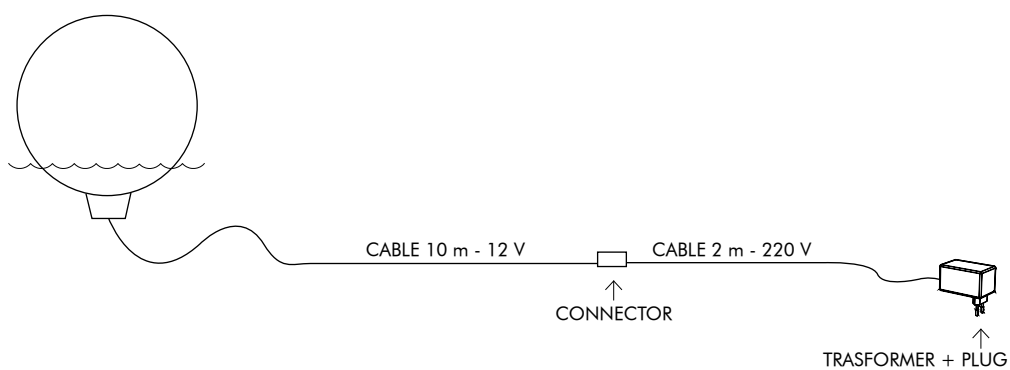 CABLE 10 m - 12 V
CABLE 2 m - 220 V
CONNECTOR
TRASFORMER + PLUG